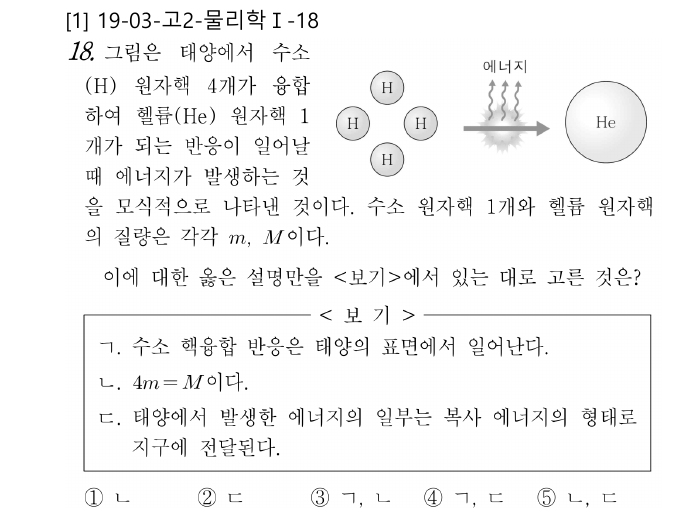 [1] 19-03-고2-물리학Ⅰ-18
18. 그림은 태양에서 수소
(H) 원자핵 4개가 융합
하여 헬륨(He) 원자핵 1
개가 되는 반응이 일어날
때 에너지가 발생하는 것
을 모식적으로 나타낸 것이다. 수소 원자핵 1개와 헬륨 원자핵
의 질량은 각각 m, M이다.
H
H
H
H
에너지
He
이에 대한 옳은 설명만을 <보기>에서 있는 대로 고른 것은?
< 보 기 >
ㄱ. 수소 핵융합 반응은 태양의 표면에서 일어난다.
ㄴ. 4m = M이다.
ㄷ. 태양에서 발생한 에너지의 일부는 복사 에너지의 형태로
지구에 전달된다.
① ㄴ ② ㄷ ③ ㄱ, ㄴ ④ ㄱ, ㄷ ⑤ ㄴ, ㄷ